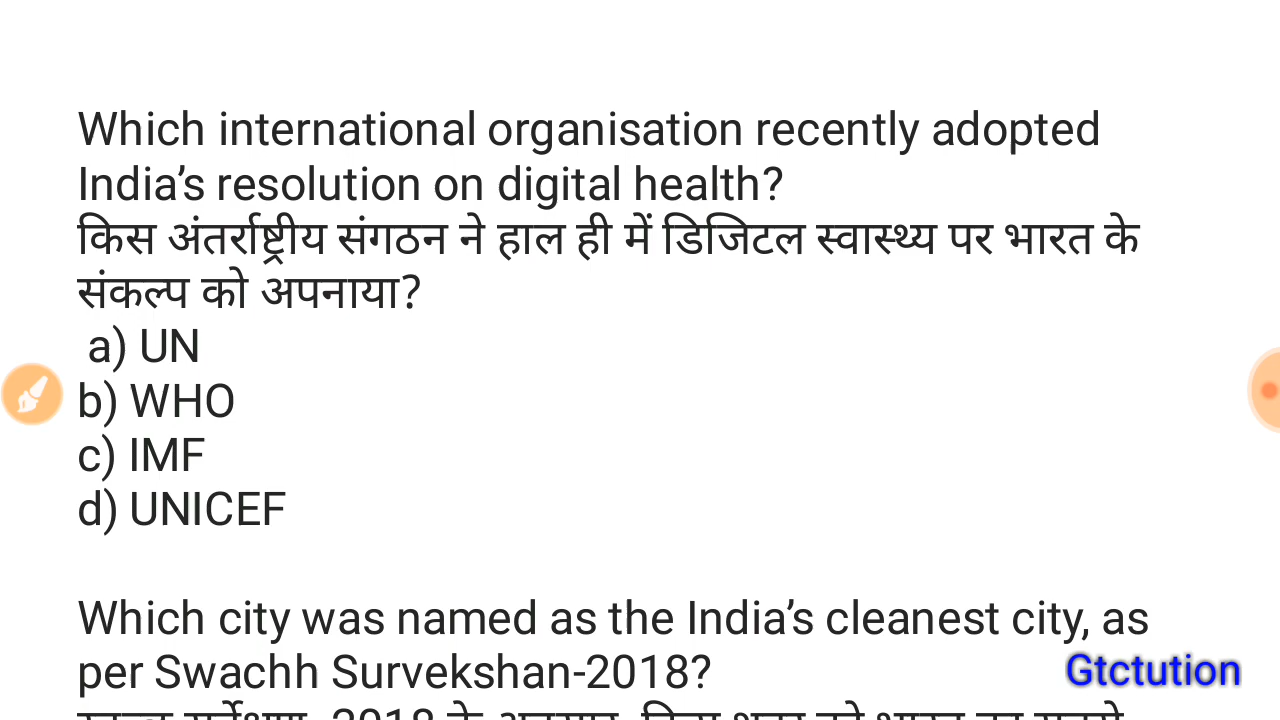 Which international organisation recently adopted
India’s resolution on digital health?
किस अंतर्राष्ट्रीय संगठन ने हाल ही में डिजिटल स्वास्थ्य पर भारत के
संकल्प को अपनाया?
a) UN
b) WHO
c) IMF
d) UNICEF
Which city was named as the India’s cleanest city, as
per Swachh Survekshan-2018?
Gtctution